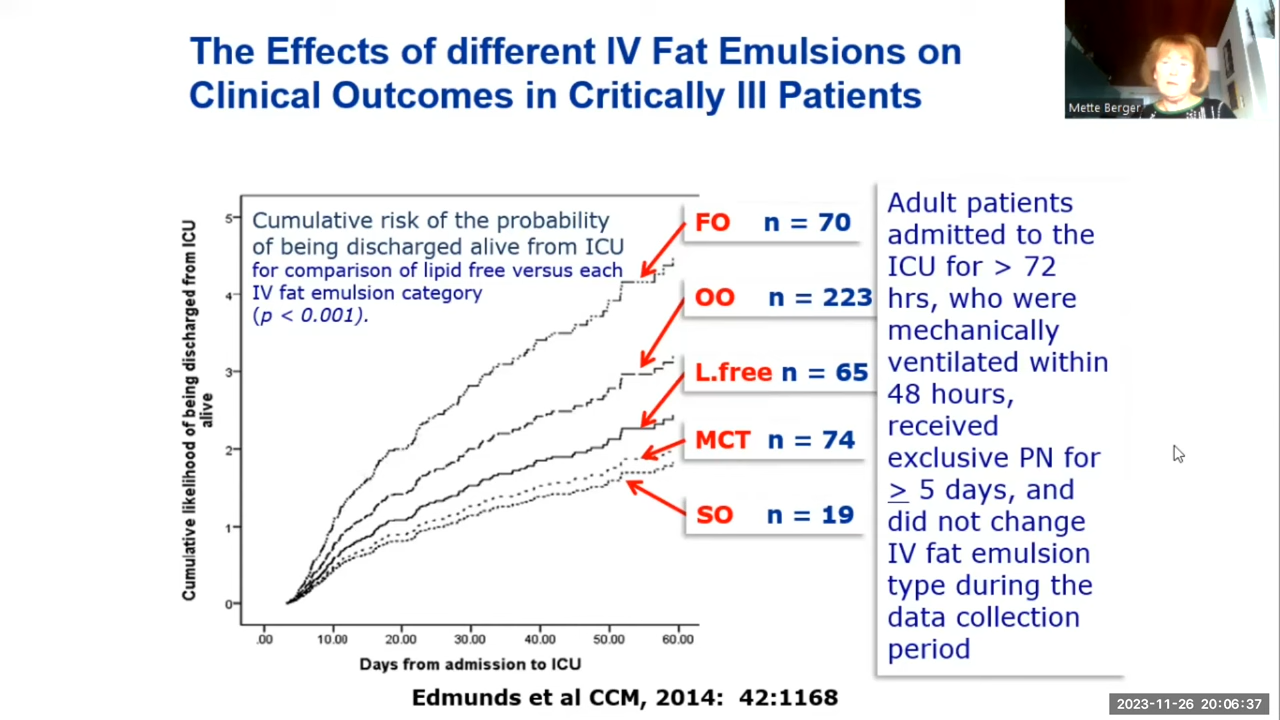 The Effects of different IV Fat Emulsions on
Clinical Outcomes in Critically Ill Patients
Mette Berger
Cumulative likelihood of being discharged from ICU
alive
5
4
3
2
1
0
Cumulative risk of the probability
of being discharged alive from ICU
for comparison of lipid free versus each
IV fat emulsion category
(p < 0.001).
FO n = 70
OO n = 223
L.free n = 65
MCT n = 74
SO n = 19
.00 10.00 20.00 30.00 40.00 50.00 60.00
Days from admission to ICU
Adult patients
admitted to the
ICU for > 72
hrs, who were
mechanically
ventilated within
48 hours,
received
exclusive PN for
≥ 5 days, and
did not change
IV fat emulsion
type during the
data collection
period
Edmunds et al CCM, 2014: 42:1168
2023-11-26 20:06:37